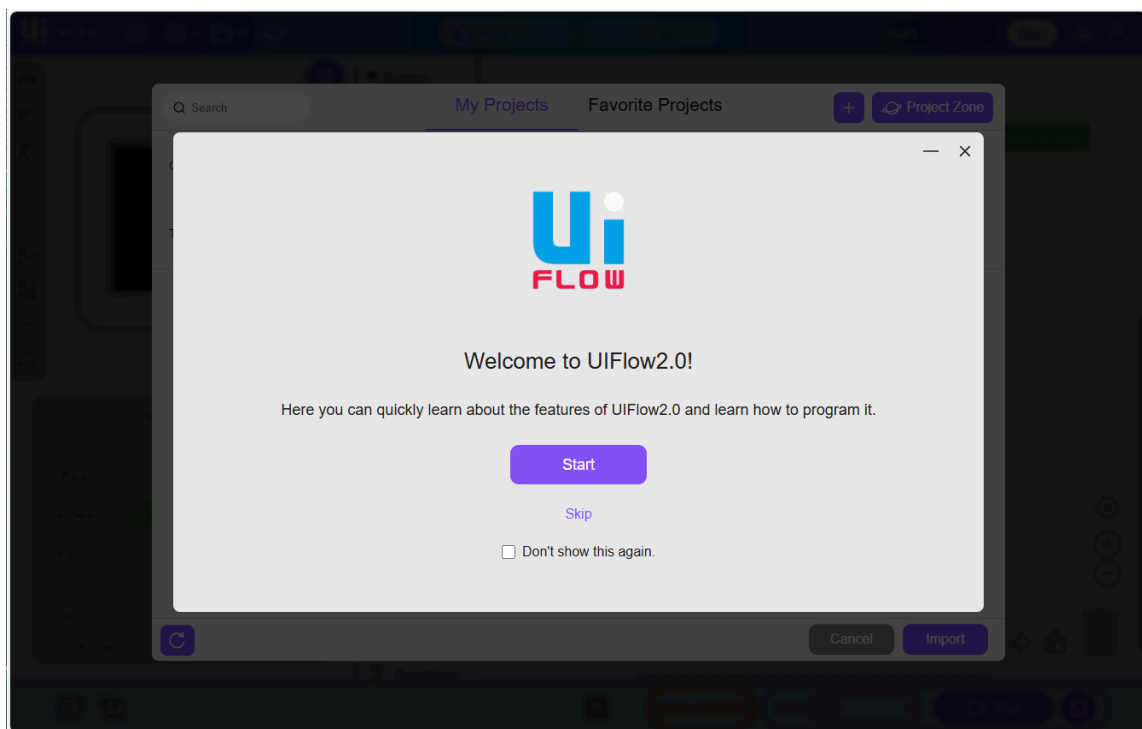 Search
My Projects
Favorite Projects
+
Project Zone
Ui
FLOW
Welcome to UIFlow2.0!
Here you can quickly learn about the features of UIFlow2.0 and learn how to program it.
Start
Skip
Don't show this again.
Cancel
Import
Run